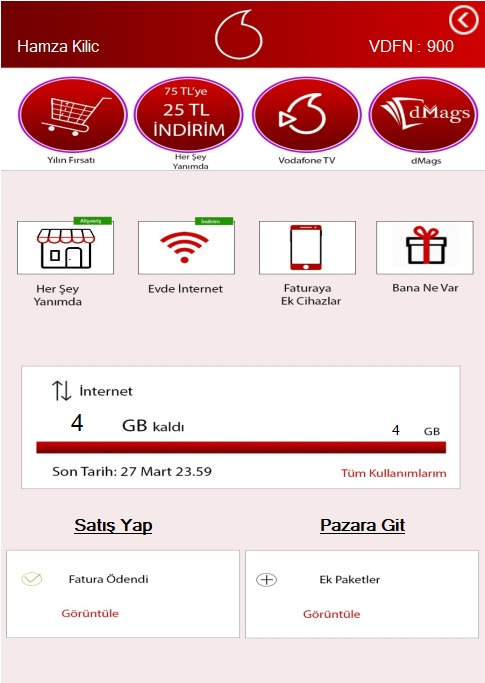 Hamza Kilic
VDFN : 900
75 TL'ye
25 TL
İNDİRİM
dMags
Yılın Fırsatı
Her Şey
Yanımda
Vodafone TV
dMags
Alışveriş
İndirim
Her Şey
Yanımda
Evde İnternet
Faturaya
Ek Cihazlar
Bana Ne Var
İnternet
4 GB kaldı
4 GB
Son Tarih: 27 Mart 23.59
Tüm Kullanımlarım
Satış Yap
Pazara Git
Fatura Ödendi
Görüntüle
Ek Paketler
Görüntüle